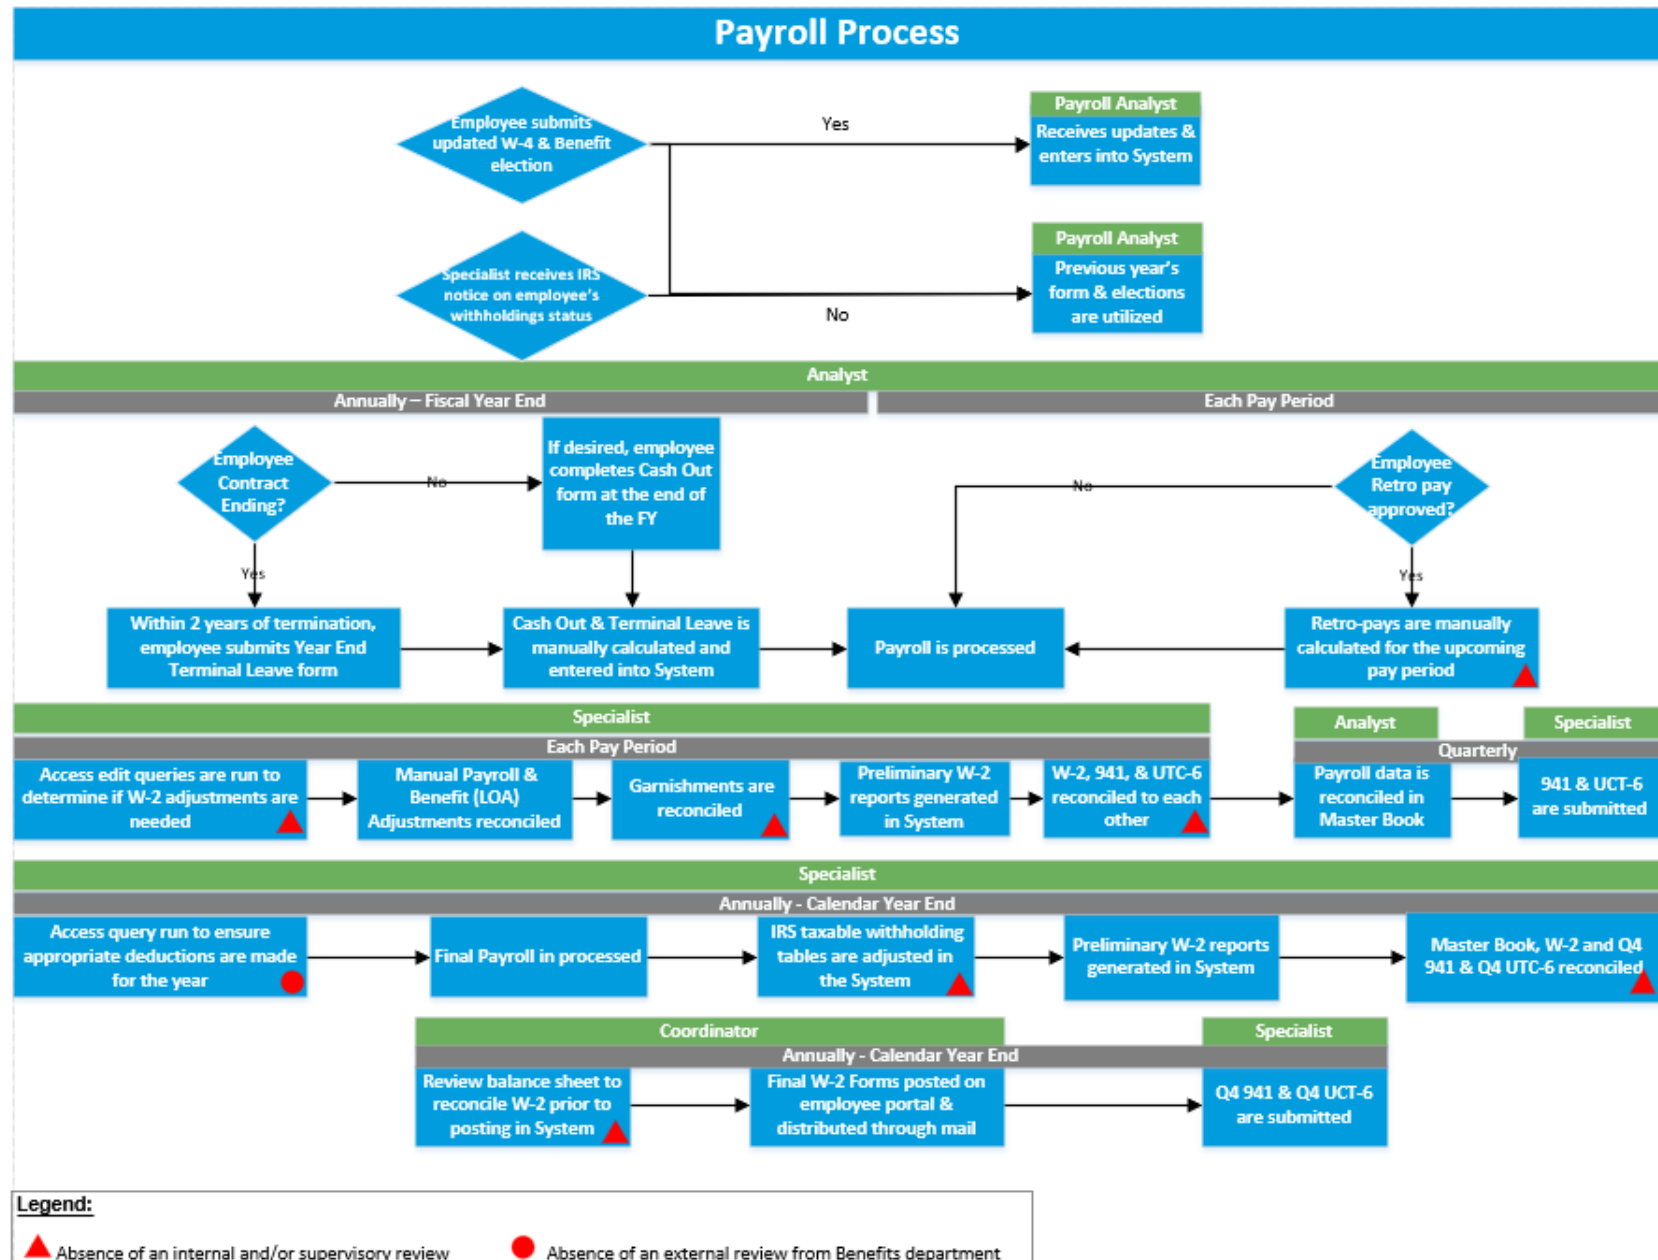 Payroll Process
Employee submits
updated W-4 & Benefit
election
Yes
Payroll Analyst
Receives updates &
enters into System
Specialist receives IRS
notice on employee's
withholdings status
No
Payroll Analyst
Previous year's
form & elections
are utilized
Analyst
Annually – Fiscal Year End
Each Pay Period
Employee
Contract
Ending?
No
If desired, employee
completes Cash Out
form at the end of
the FY
No
Employee
Retro pay
approved?
Yes
Yes
Within 2 years of termination,
employee submits Year End
Terminal Leave form
Cash Out & Terminal Leave is
manually calculated and
entered into System
Payroll is processed
Retro-pays are manually
calculated for the upcoming
pay period
Specialist
Analyst
Specialist
Each Pay Period
Quarterly
Access edit queries are run to
determine if W-2 adjustments are
needed
Manual Payroll &
Benefit (LOA)
Adjustments reconciled
Garnishments are
reconciled
Preliminary W-2
reports generated
in System
W-2, 941, & UTC-6
reconciled to each
other
Payroll data is
reconciled in
Master Book
941 & UCT-6
are submitted
Specialist
Annually - Calendar Year End
Access query run to ensure
appropriate deductions are made
for the year
Final Payroll in processed
IRS taxable withholding
tables are adjusted in
the System
Preliminary W-2 reports
generated in System
Master Book, W-2 and Q4
941 & Q4 UTC-6 reconciled
Coordinator
Specialist
Annually - Calendar Year End
Review balance sheet to
reconcile W-2 prior to
posting in System
Final W-2 Forms posted on
employee portal &
distributed through mail
Q4 941 & Q4 UCT-6
are submitted
Legend:
Absence of an internal and/or supervisory review
Absence of an external review from Benefits department